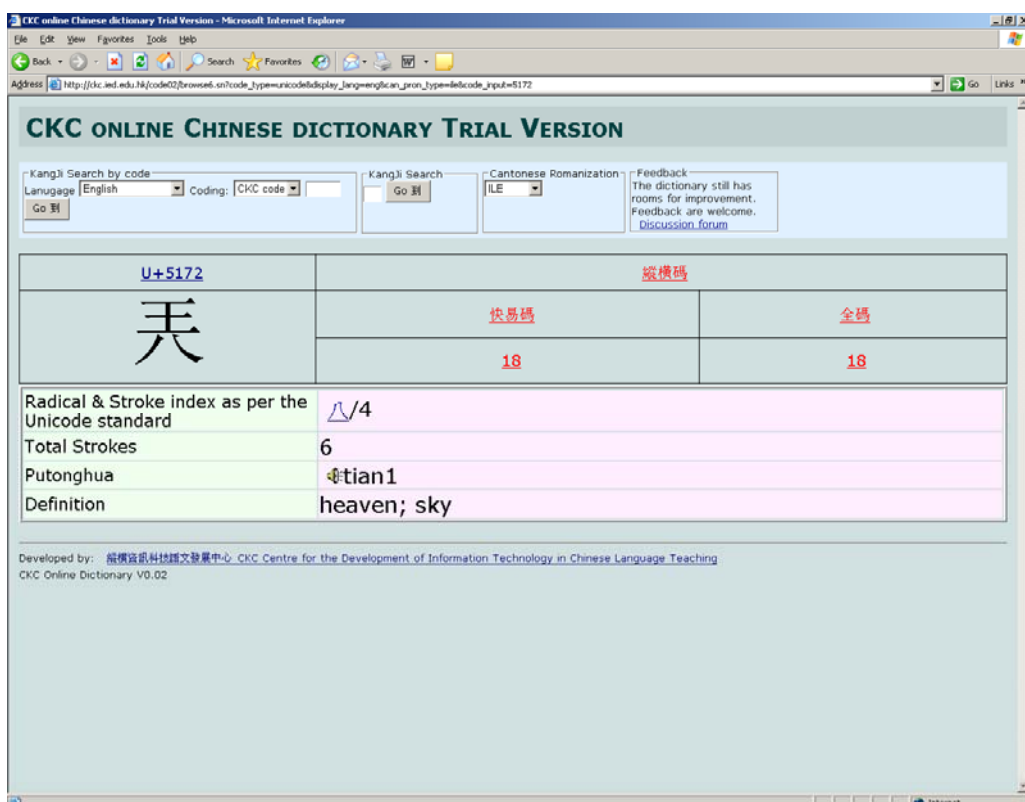 CKC online Chinese dictionary Trial Version - Microsoft Internet Explorer
File Edit View Favorites Tools Help
Back Search Favorites
Address http://ckc.ied.edu.hk/code02/browse6.sn?code_type=unicode&display_lang=eng&can_pron_type=ile&code_input=5172 Go Links
CKC ONLINE CHINESE DICTIONARY TRIAL VERSION
KangJi Search by code KangJi Search Cantonese Romanization Feedback
Lanugage English Coding: CKC code Go 到 ILE The dictionary still has
Go 到 rooms for improvement.
Feedback are welcome.
Discussion forum
U+5172 縱橫碼
兲 快易碼 全碼
18 18
Radical & Stroke index as per the
Unicode standard 八/4
Total Strokes 6
Putonghua tian1
Definition heaven; sky
Developed by: 縱橫資訊科技語文發展中心 CKC Centre for the Development of Information Technology in Chinese Language Teaching
CKC Online Dictionary V0.02
Internet